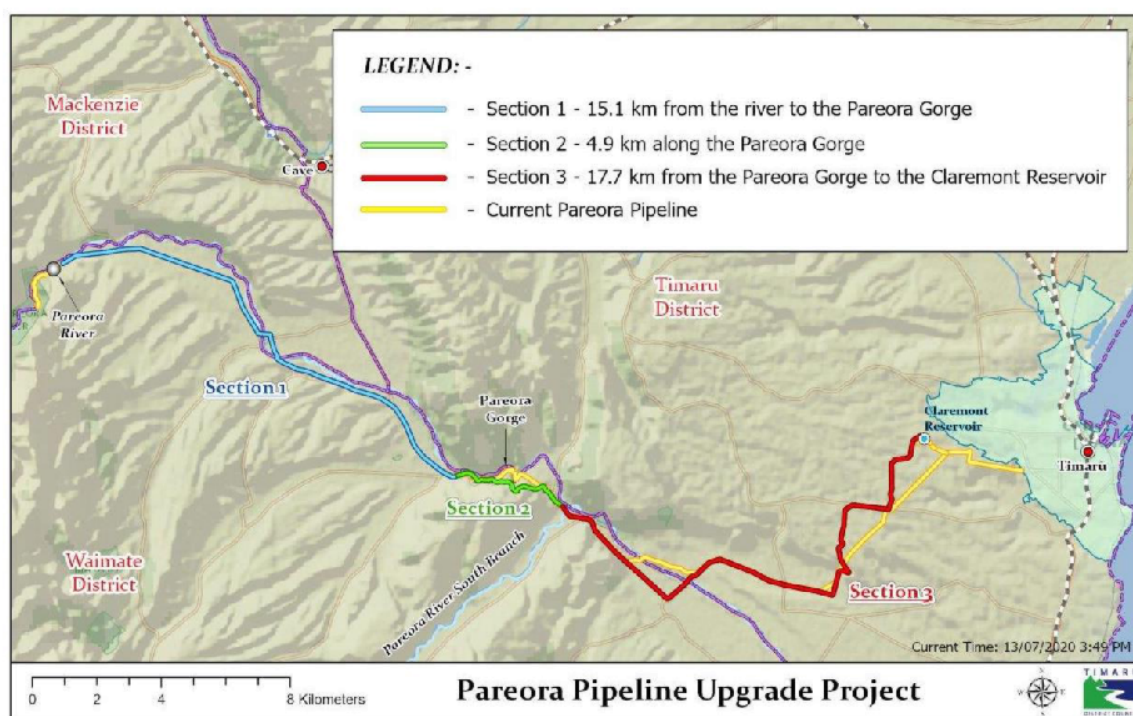 LEGEND: -
- Section 1 - 15.1 km from the river to the Pareora Gorge
- Section 2 - 4.9 km along the Pareora Gorge
- Section 3 - 17.7 km from the Pareora Gorge to the Claremont Reservoir
- Current Pareora Pipeline
Mackenzie
District
Cave
Pareora
River
Timaru
District
Section 1
Pareora
Gorge
Claremont
Reservoir
Timaru
Section 2
Waimate
District
Pareora River South Branch
Section 3
Current Time: 13/07/2020 3:49 PM
0 2 4 8 Kilometers
Pareora Pipeline Upgrade Project
N
W E
S
TIMARU
DISTRICT COUNCIL